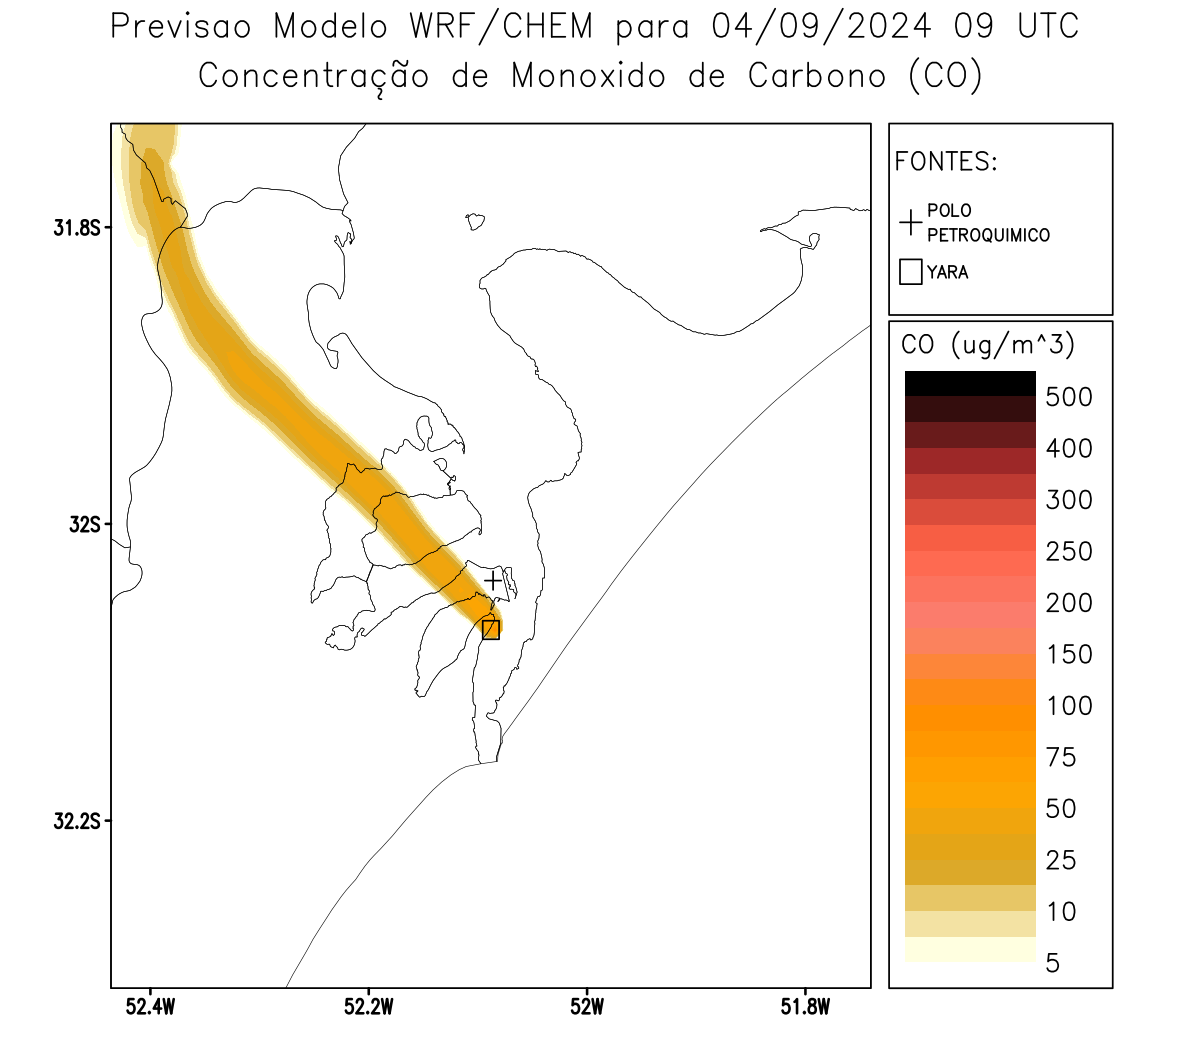 Previsao Modelo WRF/CHEM para 04/09/2024 09 UTC
Concentração de Monoxido de Carbono (CO)
FONTES:
POLO
PETROQUIMICO
YARA
CO (ug/m^3)
500
400
300
250
200
150
100
75
50
25
10
5
31.8S
32S
32.2S
52.4W
52.2W
52W
51.8W